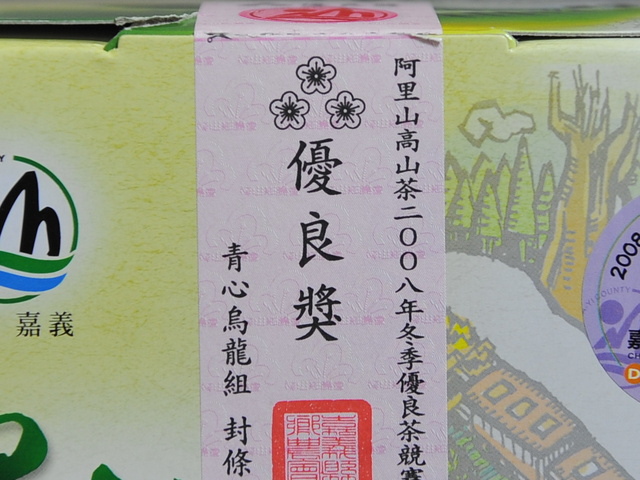 阿里山高山茶二〇〇八年冬季優良茶競賽
優良獎
青心烏龍組 封條
嘉義
2008
嘉